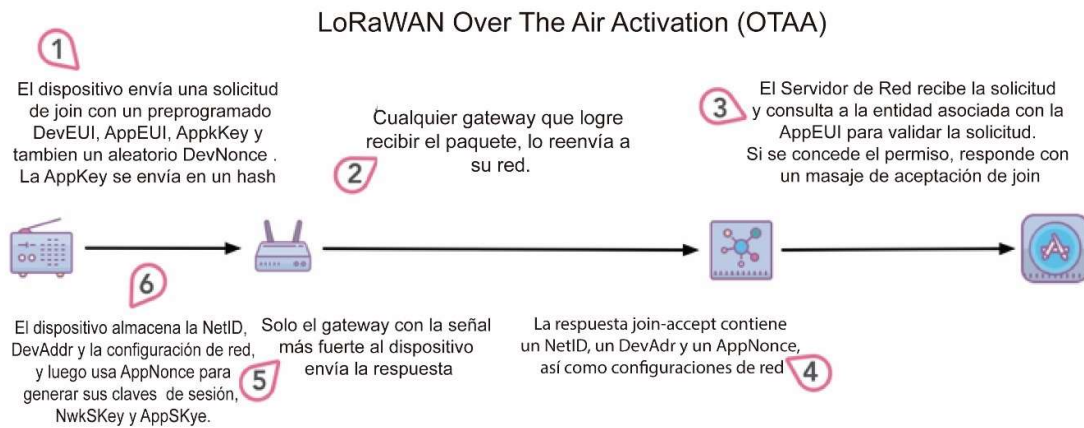 LoRaWAN Over The Air Activation (OTAA)
1
El dispositivo envía una solicitud
de join con un preprogramado
DevEUI, AppEUI, AppkKey y
tambien un aleatorio DevNonce .
La AppKey se envía en un hash
Cualquier gateway que logre
recibir el paquete, lo reenvía a
su red.
2
3
El Servidor de Red recibe la solicitud
y consulta a la entidad asociada con la
AppEUI para validar la solicitud.
Si se concede el permiso, responde con
un masaje de aceptación de join
La respuesta join-accept contiene
un NetID, un DevAdr y un AppNonce,
así como configuraciones de red
4
Solo el gateway con la señal
más fuerte al dispositivo
envía la respuesta
5
6
El dispositivo almacena la NetID,
DevAddr y la configuración de red,
y luego usa AppNonce para
generar sus claves de sesión,
NwkSKey y AppSKye.